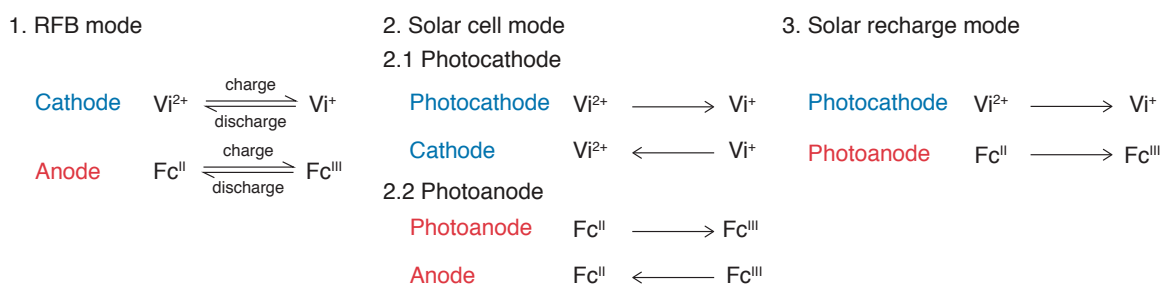 1. RFB mode
Cathode Vi²⁺ charge discharge Vi⁺
Anode Feᴵᴵ charge discharge Fcᴵᴵᴵ
2. Solar cell mode
2.1 Photocathode
Photocathode Vi²⁺ Vi⁺
Cathode Vi²⁺ Vi⁺
2.2 Photoanode
Photoanode Fcᴵᴵ Fcᴵᴵᴵ
Anode Fcᴵᴵ Fcᴵᴵᴵ
3. Solar recharge mode
Photocathode Vi²⁺ Vi⁺
Photoanode Fcᴵᴵ Fcᴵᴵᴵ